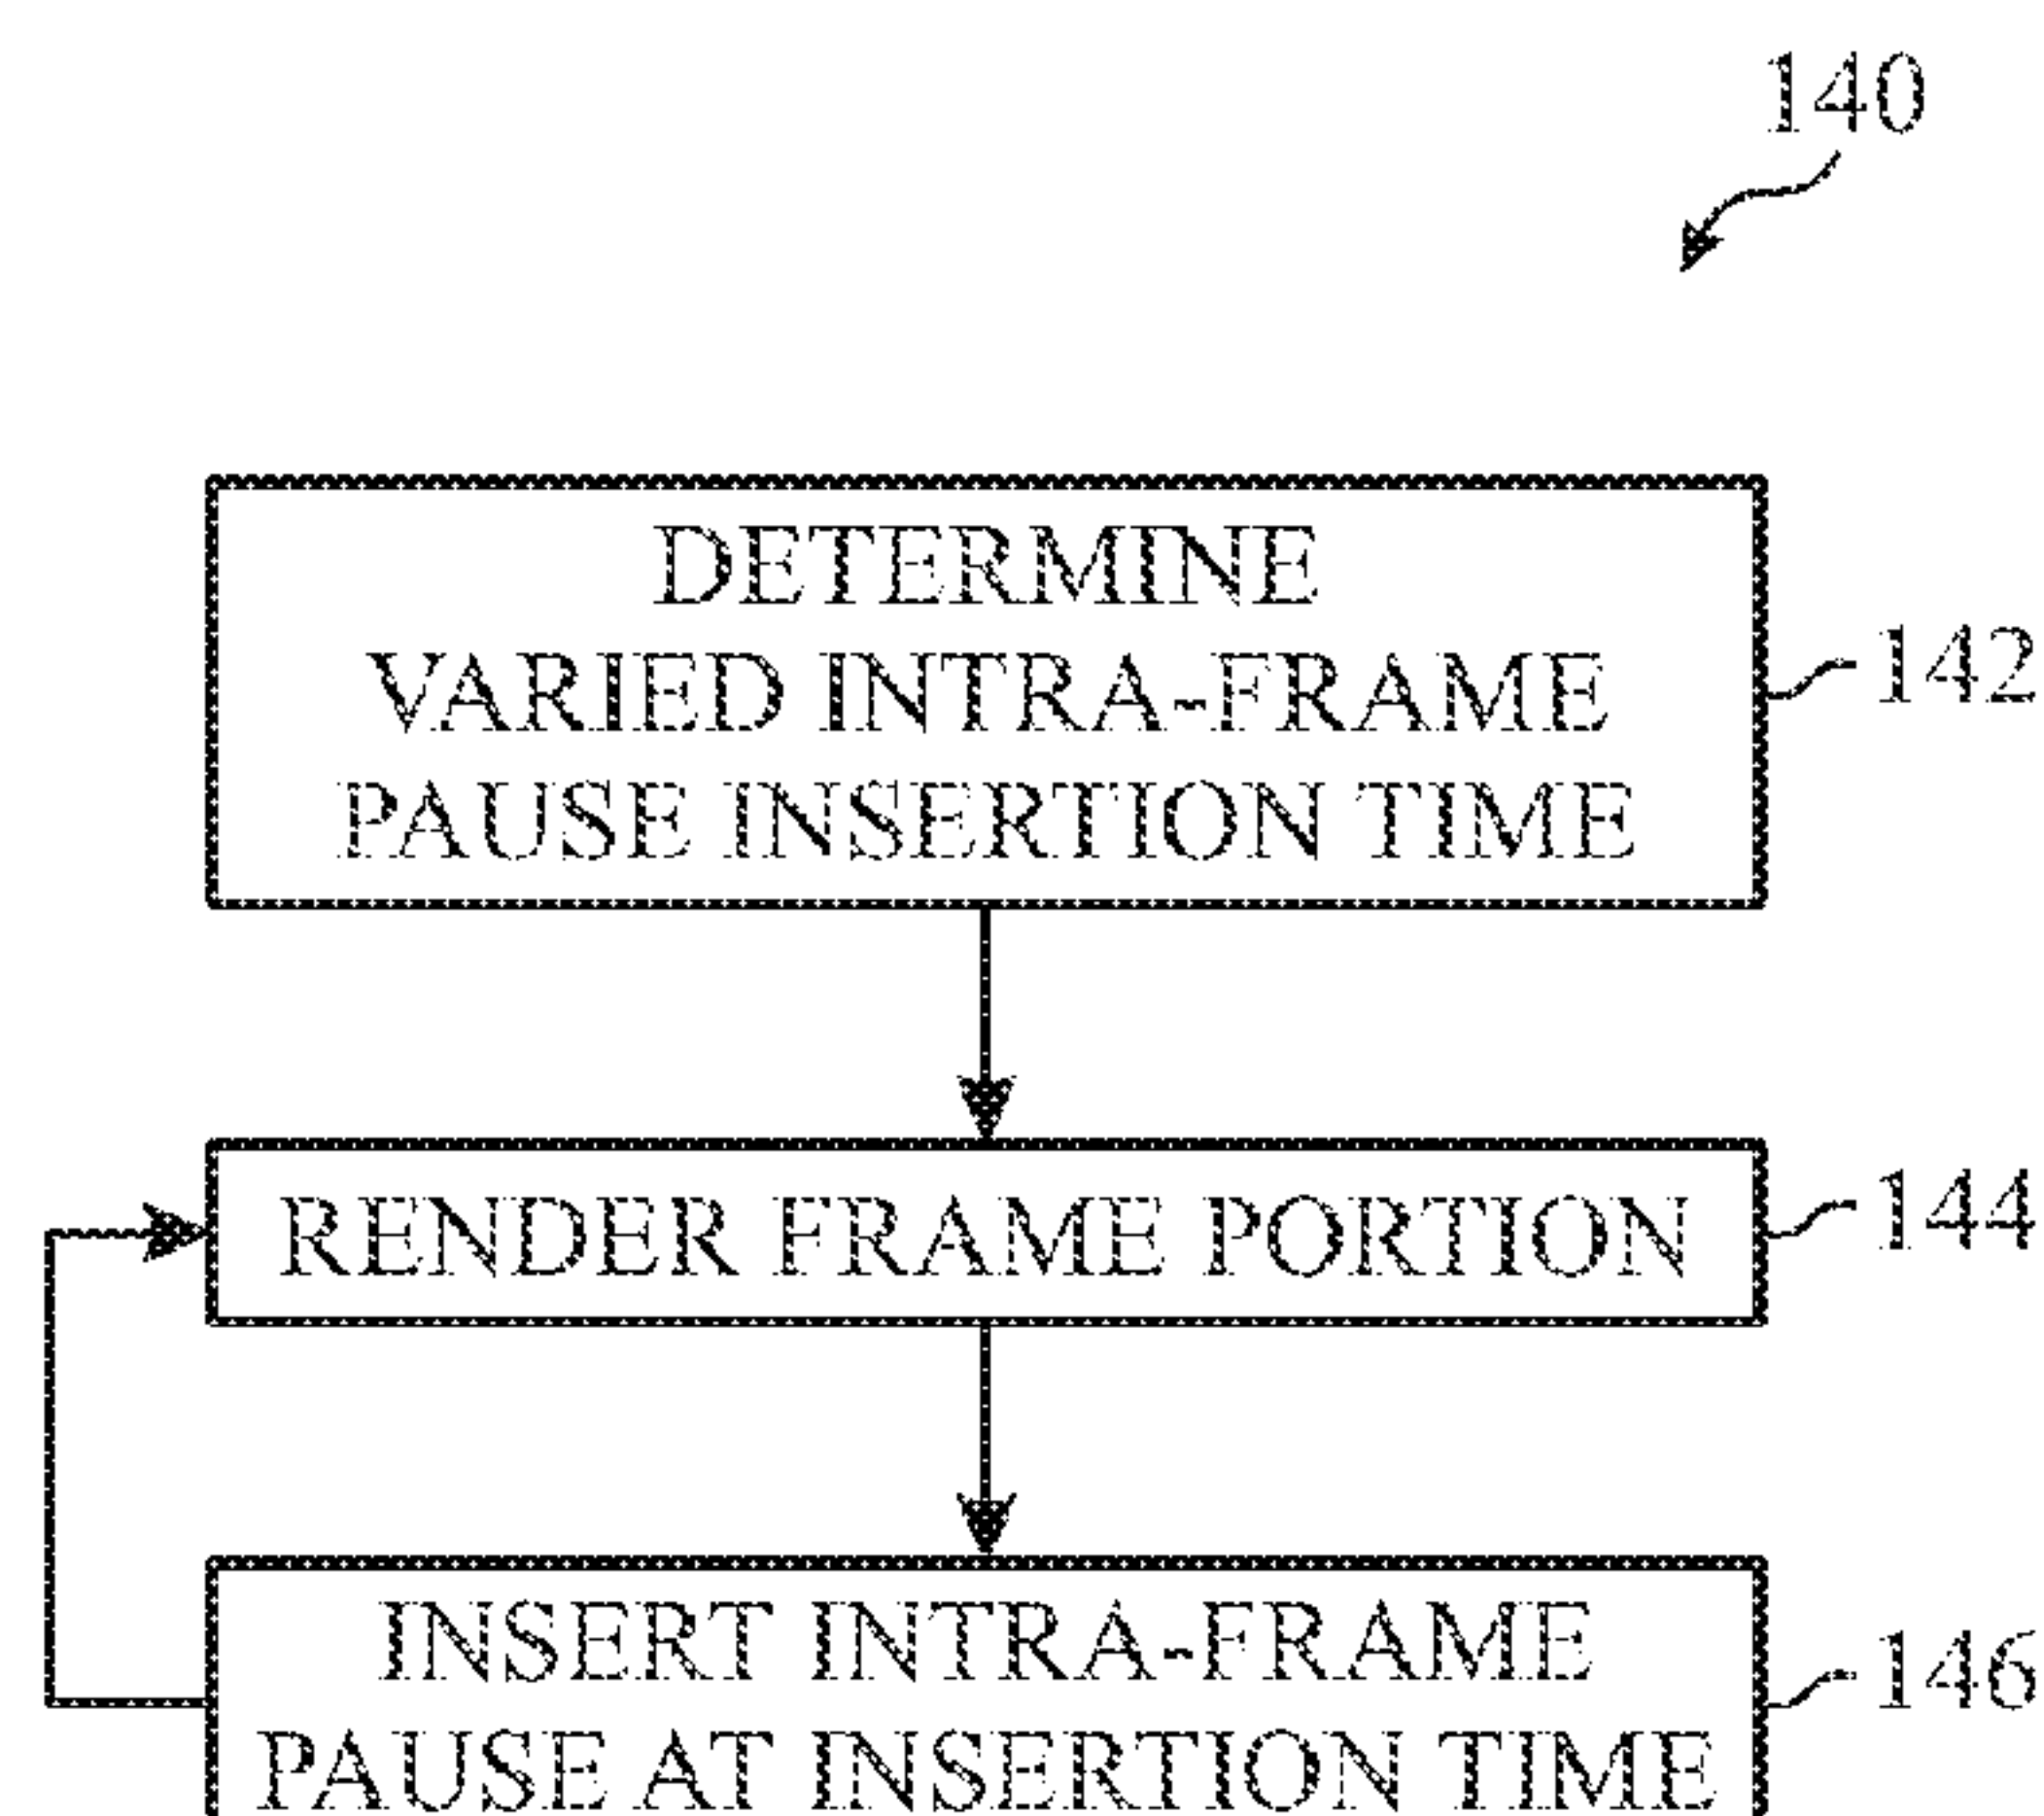 140
DETERMINE
VARIED INTRA-FRAME
PAUSE INSERTION TIME
142
RENDER FRAME PORTION
144
INSERT INTRA-FRAME
PAUSE AT INSERTION TIME
146